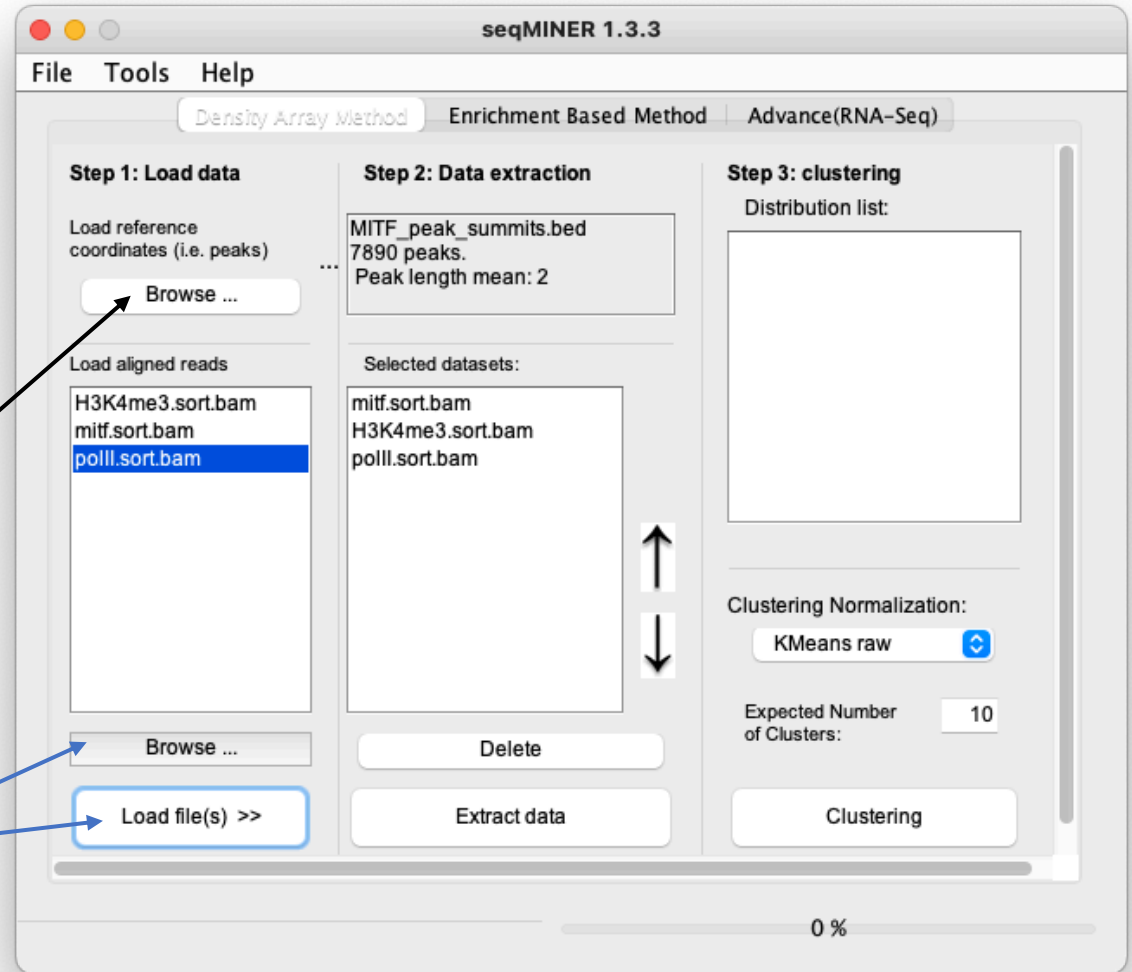 seqMINER 1.3.3
File Tools Help
Density Array Method Enrichment Based Method Advance(RNA-Seq)
Step 1: Load data
Load reference
coordinates (i.e. peaks)
...
Browse ...
Load aligned reads
H3K4me3.sort.bam
mitf.sort.bam
polII.sort.bam
Browse ...
Load file(s) >>
Step 2: Data extraction
MITF_peak_summits.bed
7890 peaks.
Peak length mean: 2
Selected datasets:
mitf.sort.bam
H3K4me3.sort.bam
polII.sort.bam
↑
↓
Delete
Extract data
Step 3: clustering
Distribution list:
Clustering Normalization:
KMeans raw
Expected Number
of Clusters:
10
Clustering
0 %